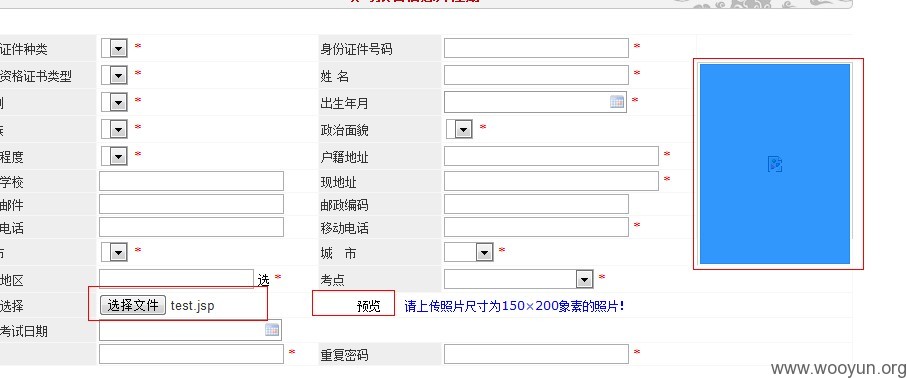 证件种类 * 身份证件号码 *
资格证书类型 * 姓 名 *
* 出生年月 *
* 政治面貌 *
程度 * 户籍地址 *
学校 现地址 *
邮件 邮政编码
电话 移动电话 *
市 * 城 市 *
地区 选 * 考点 *
选择 选择文件 test.jsp 预览 请上传照片尺寸为150×200象素的照片!
考试日期
* 重复密码 *
www.wooyun.org